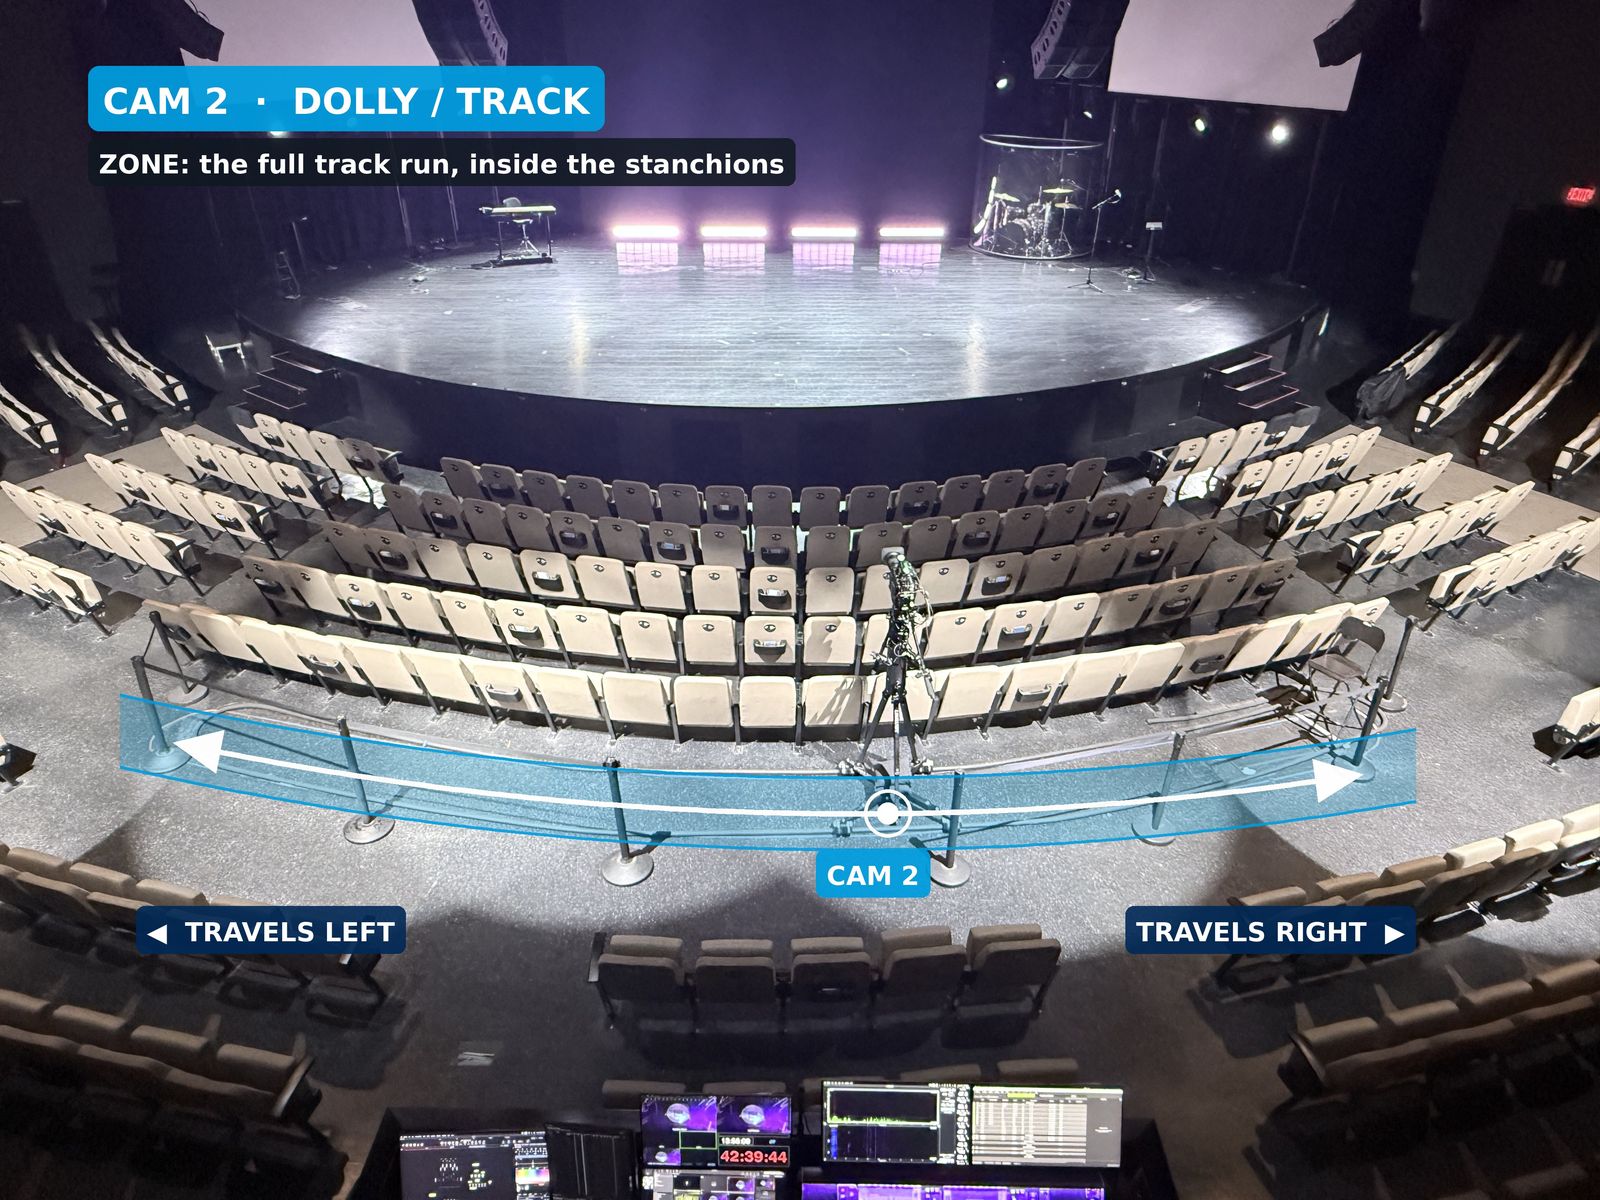 CAM 2 · DOLLY / TRACK
ZONE: the full track run, inside the stanchions
EXIT
CAM 2
◀ TRAVELS LEFT
TRAVELS RIGHT ▶
42:39:44